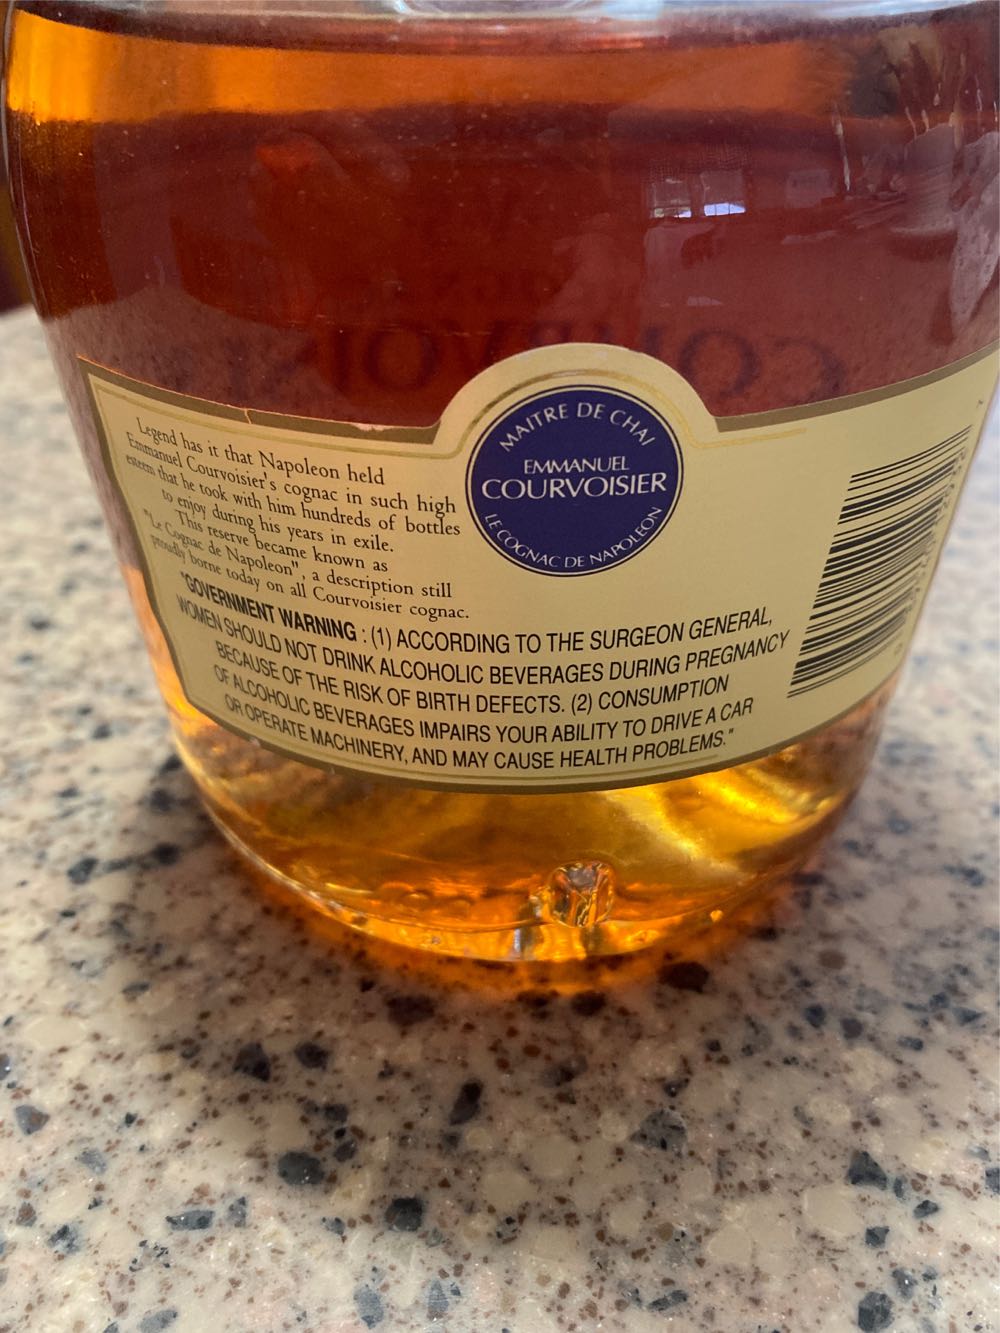 Legend has it that Napoleon held
Emmanuel Courvoisier's cognac in such high
esteem that he took with him hundreds of bottles
to enjoy during his years in exile.
This reserve became known as
"Le Cognac de Napoleon", a description still
proudly borne today on all Courvoisier cognac.
MAITRE DE CHAI
EMMANUEL
COURVOISIER
LE COGNAC DE NAPOLEON
"GOVERNMENT WARNING : (1) ACCORDING TO THE SURGEON GENERAL,
WOMEN SHOULD NOT DRINK ALCOHOLIC BEVERAGES DURING PREGNANCY
BECAUSE OF THE RISK OF BIRTH DEFECTS. (2) CONSUMPTION
OF ALCOHOLIC BEVERAGES IMPAIRS YOUR ABILITY TO DRIVE A CAR
OR OPERATE MACHINERY, AND MAY CAUSE HEALTH PROBLEMS."